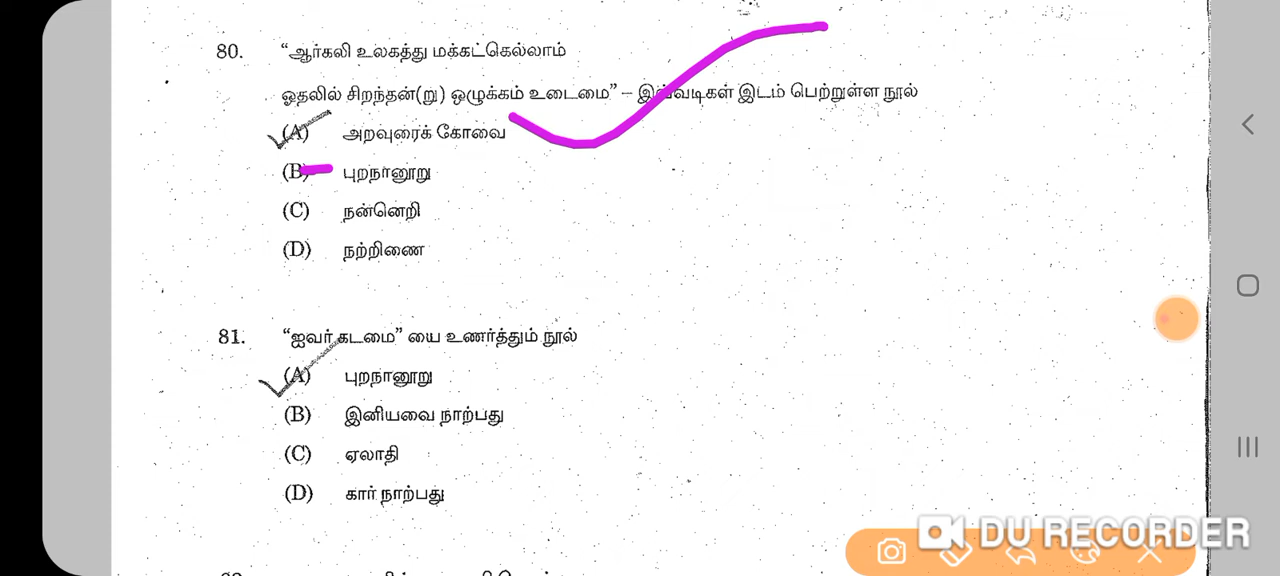 80. “ஆர்கலி உலகத்து மக்கட்கெல்லாம்
ஓதலில் சிறந்தன்(று) ஒழுக்கம் உடைமை” – இவ்வடிகள் இடம் பெற்றுள்ள நூல்
(A) அறவுரைக் கோவை
(B) புறநானூறு
(C) நன்னெறி
(D) நற்றிணை
81. “ஐவர் கடமை” யை உணர்த்தும் நூல்
(A) புறநானூறு
(B) இனியவை நாற்பது
(C) ஏலாதி
(D) கார் நாற்பது
DU RECORDER